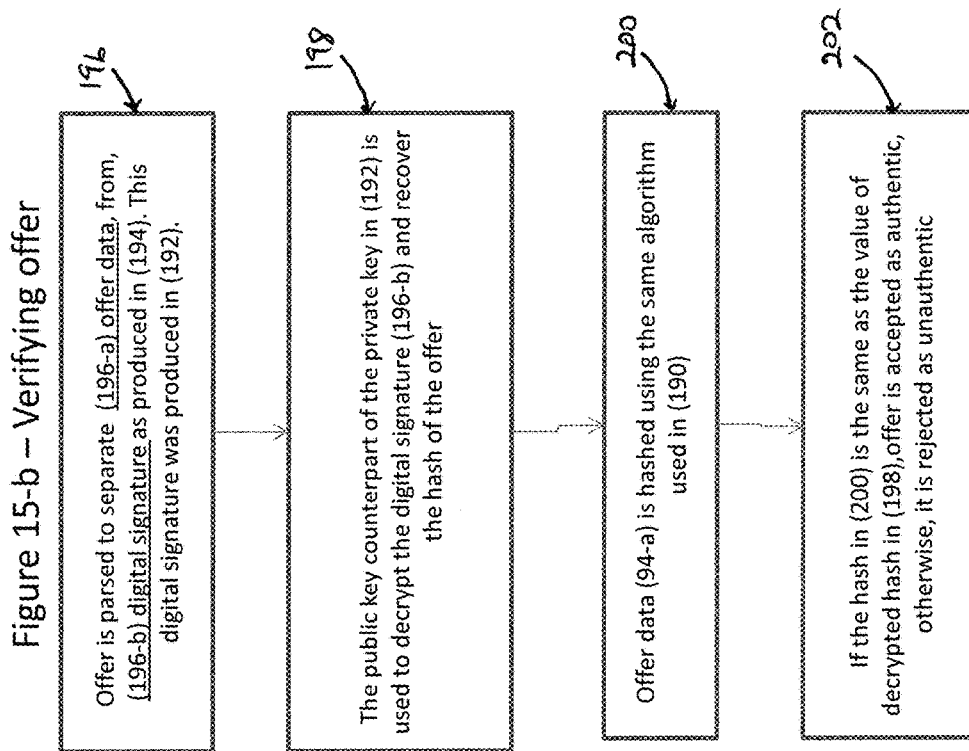 Figure 15-b – Verifying offer
196
Offer is parsed to separate (196-a) offer data, from,
(196-b) digital signature as produced in (194). This
digital signature was produced in (192).
198
The public key counterpart of the private key in (192) is
used to decrypt the digital signature (196-b) and recover
the hash of the offer
200
Offer data (94-a) is hashed using the same algorithm
used in (190)
202
If the hash in (200) is the same as the value of
decrypted hash in (198),offer is accepted as authentic,
otherwise, it is rejected as unauthentic